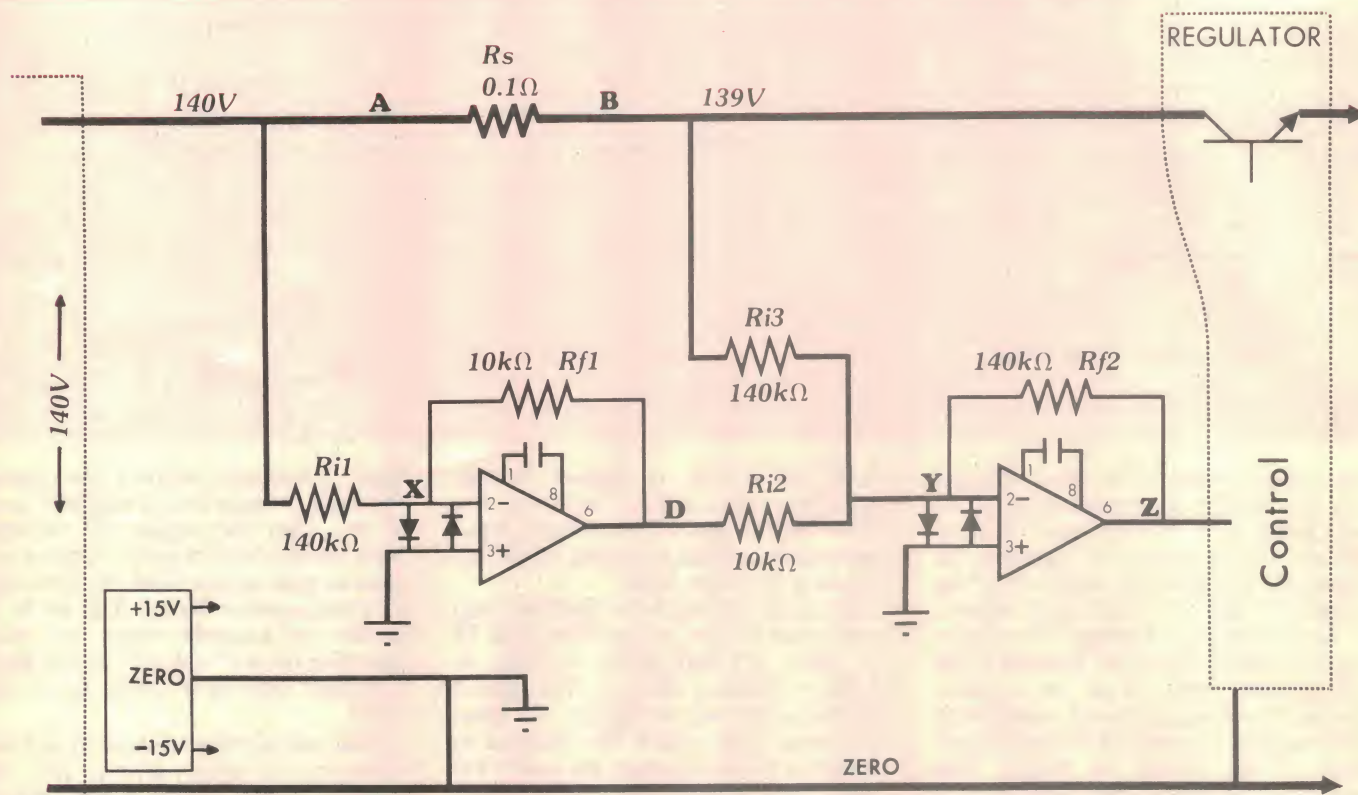 REGULATOR
Rs
0.1Ω
140V
A
B
139V
140V
Ri3
140kΩ
10kΩ Rf1
140kΩ Rf2
Ri1
140kΩ
X
1
8
2-
3+
6
D
Ri2
10kΩ
Y
1
8
2-
3+
6
Z
Control
+15V
ZERO
-15V
ZERO